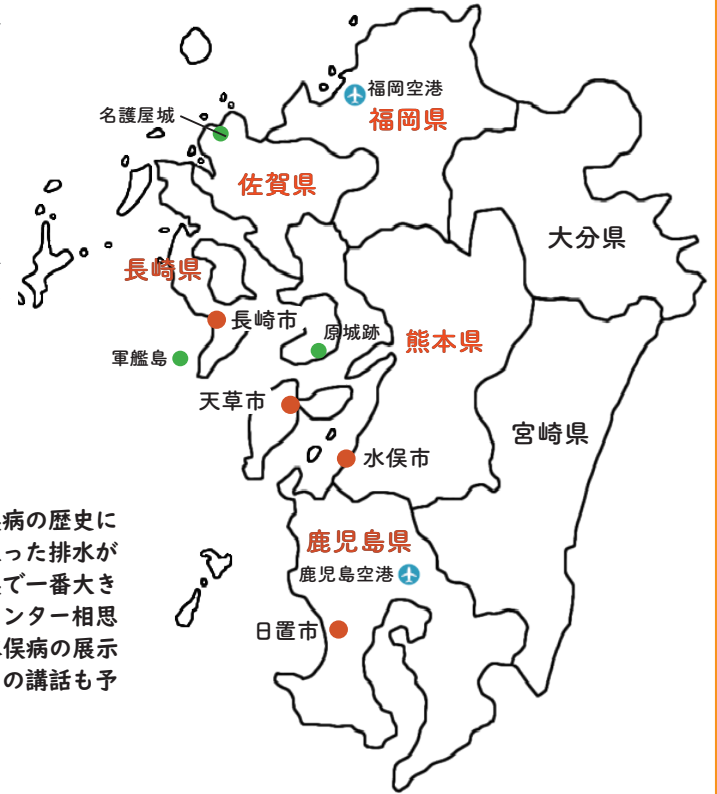 福岡空港
名護屋城
福岡県
佐賀県
大分県
長崎県
長崎市
原城跡
熊本県
軍艦島
天草市
宮崎県
水俣市
病の歴史に
った排水が
で一番大き
ンター相思
俣病の展示
の講話も予
鹿児島県
鹿児島空港
日置市